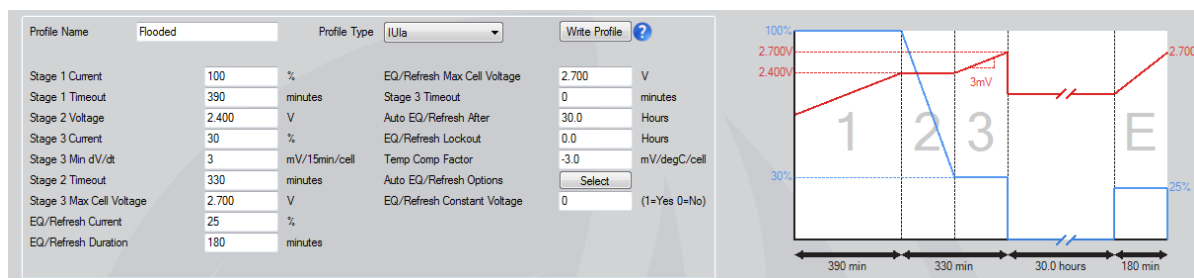 Profile Name Flooded Profile Type IUIa Write Profile ?
Stage 1 Current 100 % EQ/Refresh Max Cell Voltage 2.700 V
Stage 1 Timeout 390 minutes Stage 3 Timeout 0 minutes
Stage 2 Voltage 2.400 V Auto EQ/Refresh After 30.0 Hours
Stage 3 Current 30 % EQ/Refresh Lockout 0.0 Hours
Stage 3 Min dV/dt 3 mV/15min/cell Temp Comp Factor -3.0 mV/degC/cell
Stage 2 Timeout 330 minutes Auto EQ/Refresh Options Select
Stage 3 Max Cell Voltage 2.700 V EQ/Refresh Constant Voltage 0 (1=Yes 0=No)
EQ/Refresh Current 25 %
EQ/Refresh Duration 180 minutes
100%
2.700V 2.700
2.400V
3mV
1 2 3 E
30% 25%
390 min 330 min 30.0 hours 180 min